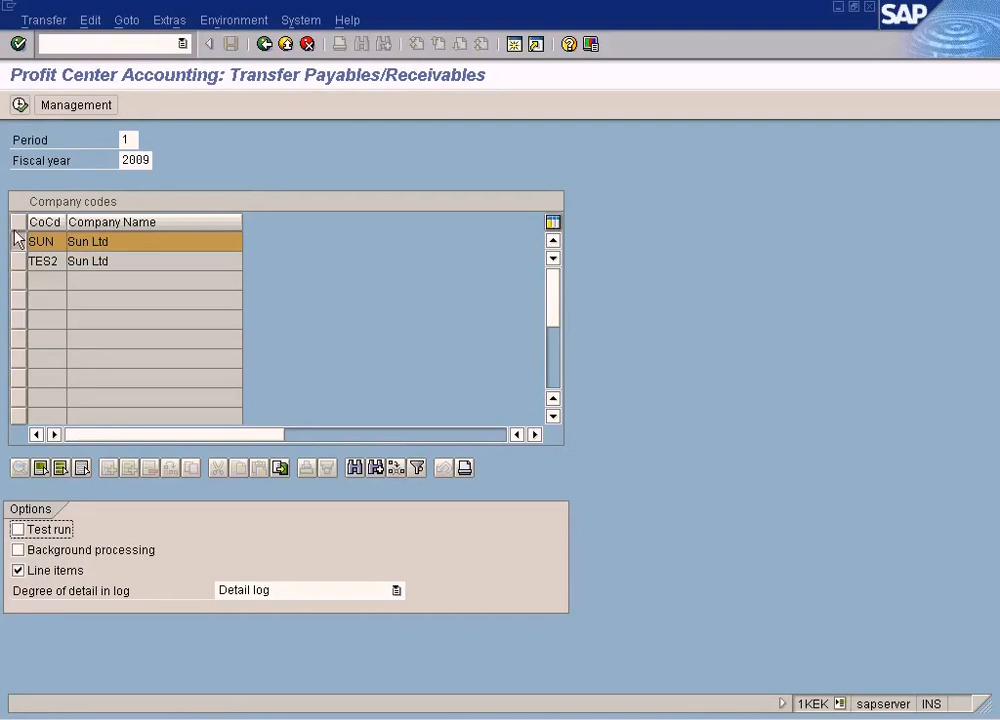 Transfer Edit Goto Extras Environment System Help
SAP
Profit Center Accounting: Transfer Payables/Receivables
Management
Period 1
Fiscal year 2009
Company codes
CoCd Company Name
SUN Sun Ltd
TES2 Sun Ltd
Options
Test run
Background processing
Line items
Degree of detail in log Detail log
1KEK sapserver INS